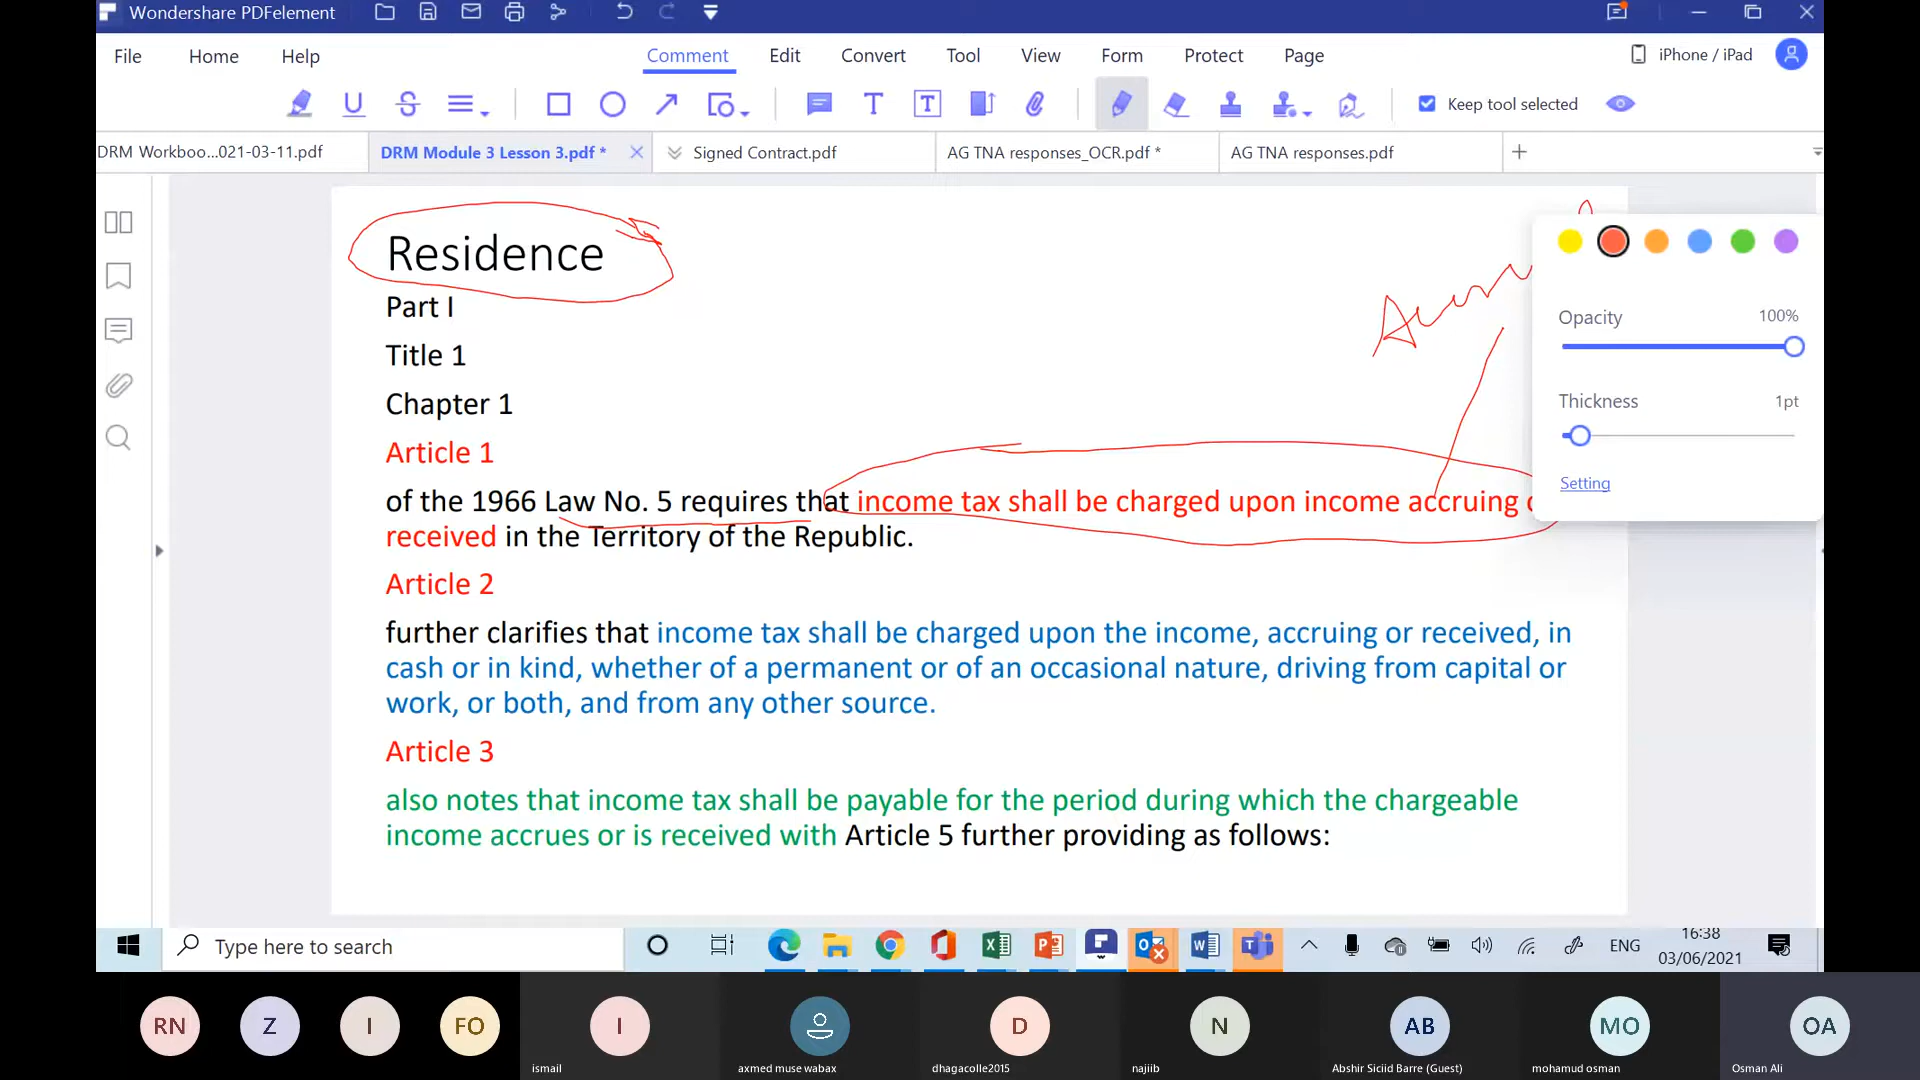 Wondershare PDFelement
File Home Help Comment Edit Convert Tool View Form Protect Page iPhone / iPad
Keep tool selected
DRM Workboo...021-03-11.pdf DRM Module 3 Lesson 3.pdf * Signed Contract.pdf AG TNA responses_OCR.pdf * AG TNA responses.pdf
Residence
Part I
Title 1
Chapter 1
Article 1
of the 1966 Law No. 5 requires that income tax shall be charged upon income accruing
received in the Territory of the Republic.
Article 2
further clarifies that income tax shall be charged upon the income, accruing or received, in
cash or in kind, whether of a permanent or of an occasional nature, driving from capital or
work, or both, and from any other source.
Article 3
also notes that income tax shall be payable for the period during which the chargeable
income accrues or is received with Article 5 further providing as follows:
Opacity 100%
Thickness 1pt
Setting
Type here to search
ENG
16:38
03/06/2021
RN Z I FO I D N AB MO OA
ismail axmed muse wabax dhagacolle2015 najiib Abshir Siciid Barre (Guest) mohamud osman Osman Ali